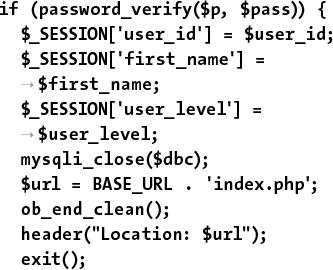 if (password_verify($p, $pass)) {
$_SESSION['user_id'] = $user_id;
$_SESSION['first_name'] =
→ $first_name;
$_SESSION['user_level'] =
→ $user_level;
mysqli_close($dbc);
$url = BASE_URL . 'index.php';
ob_end_clean();
header("Location: $url");
exit();